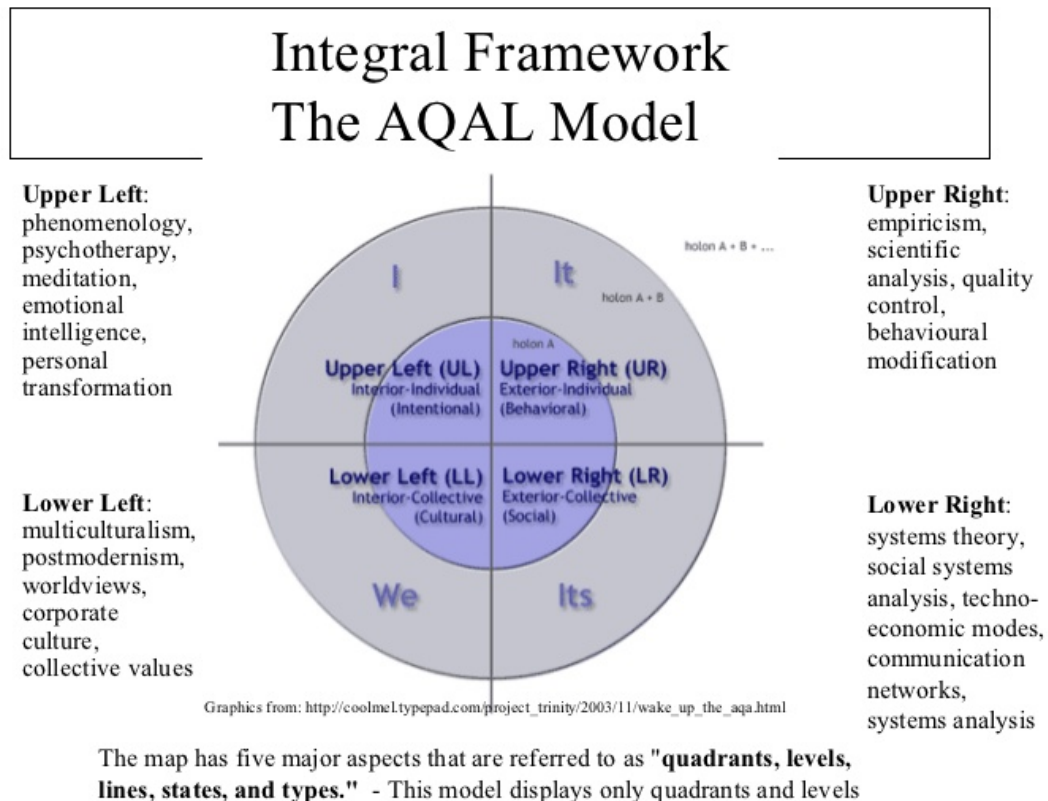 Integral Framework
The AQAL Model
Upper Left:
phenomenology,
psychotherapy,
meditation,
emotional
intelligence,
personal
transformation
Upper Right:
empiricism,
scientific
analysis, quality
control,
behavioural
modification
I
It
holon A + B + ...
holon A + B
holon A
Upper Left (UL)
Interior-Individual
(Intentional)
Upper Right (UR)
Exterior-Individual
(Behavioral)
Lower Left (LL)
Interior-Collective
(Cultural)
Lower Right (LR)
Exterior-Collective
(Social)
We
Its
Lower Left:
multiculturalism,
postmodernism,
worldviews,
corporate
culture,
collective values
Lower Right:
systems theory,
social systems
analysis, techno-
economic modes,
communication
networks,
systems analysis
Graphics from: http://coolmel.typepad.com/project_trinity/2003/11/wake_up_the_aqa.html
The map has five major aspects that are referred to as "quadrants, levels,
lines, states, and types." - This model displays only quadrants and levels